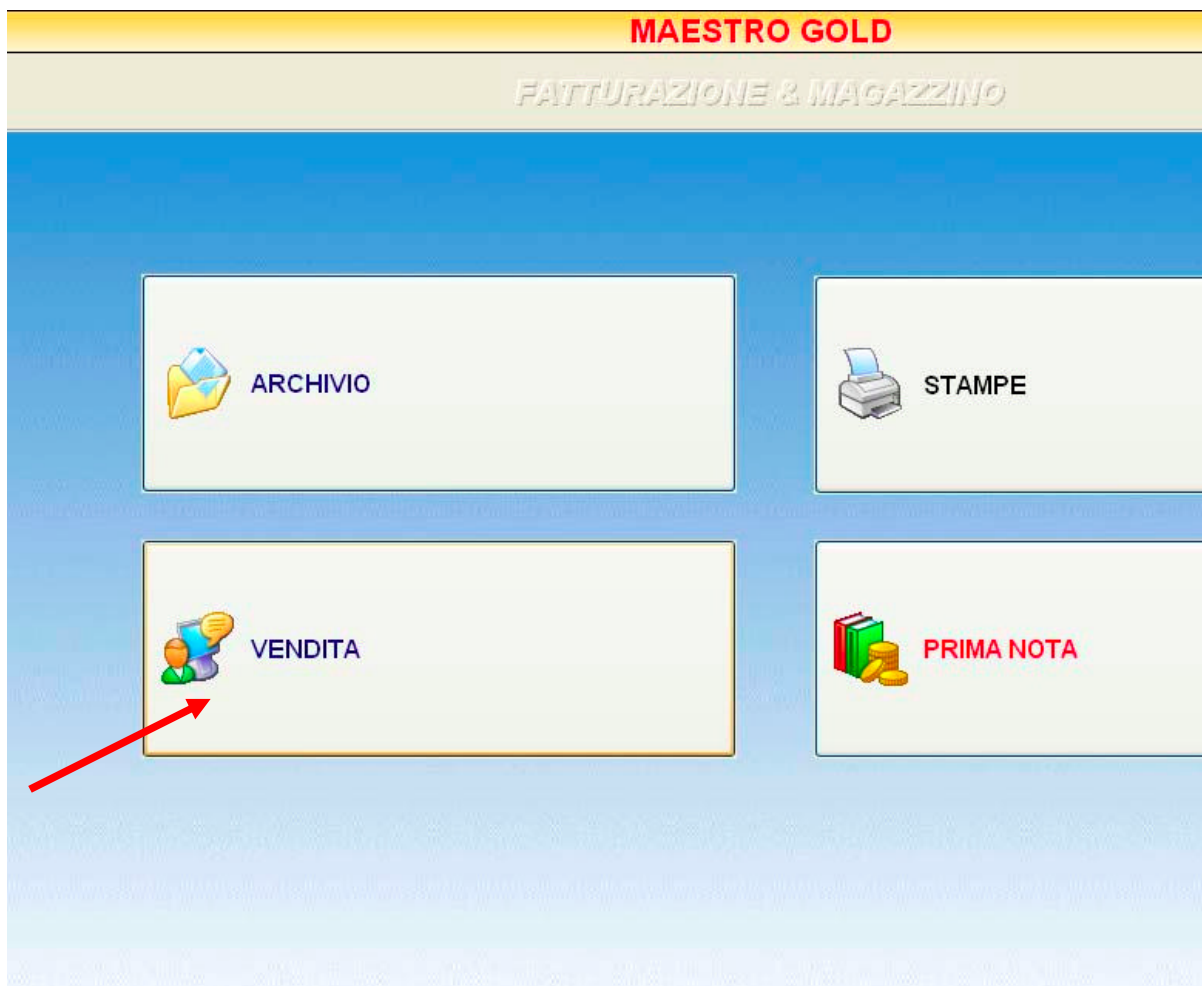 MAESTRO GOLD
FATTURAZIONE & MAGAZZINO
ARCHIVIO
STAMPE
VENDITA
PRIMA NOTA